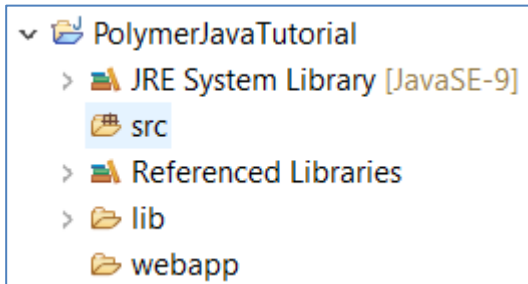 PolymerJavaTutorial
JRE System Library [JavaSE-9]
src
Referenced Libraries
lib
webapp